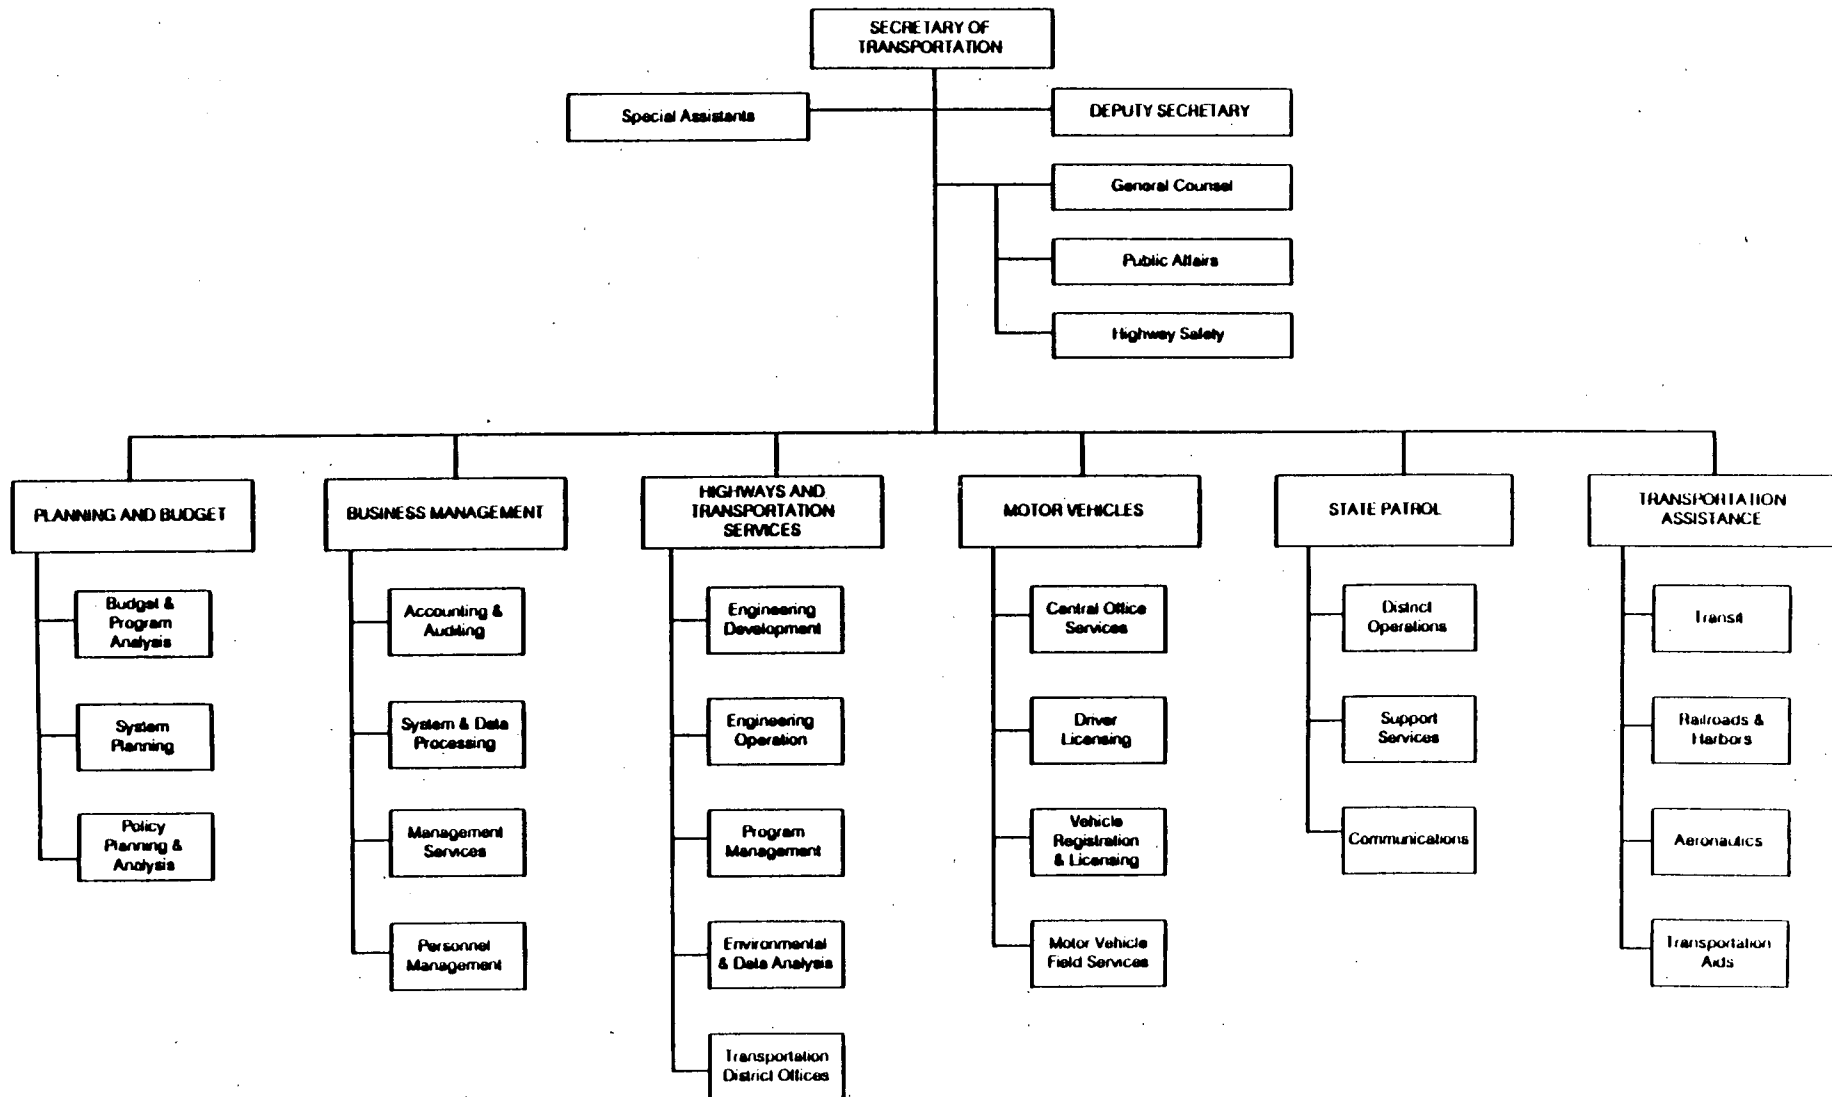 SECRETARY OF
TRANSPORTATION
Special Assistants
DEPUTY SECRETARY
General Counsel
Public Affairs
Highway Safety
PLANNING AND BUDGET
BUSINESS MANAGEMENT
HIGHWAYS AND
TRANSPORTATION
SERVICES
MOTOR VEHICLES
STATE PATROL
TRANSPORTATION
ASSISTANCE
Budget &
Program
Analysis
System
Planning
Policy
Planning &
Analysis
Accounting &
Auditing
System & Data
Processing
Management
Services
Personnel
Management
Engineering
Development
Engineering
Operation
Program
Management
Environmental
& Data Analysis
Transportation
District Offices
Central Office
Services
Driver
Licensing
Vehicle
Registration
& Licensing
Motor Vehicle
Field Services
District
Operations
Support
Services
Communications
Transit
Railroads &
Harbors
Aeronautics
Transportation
Aids